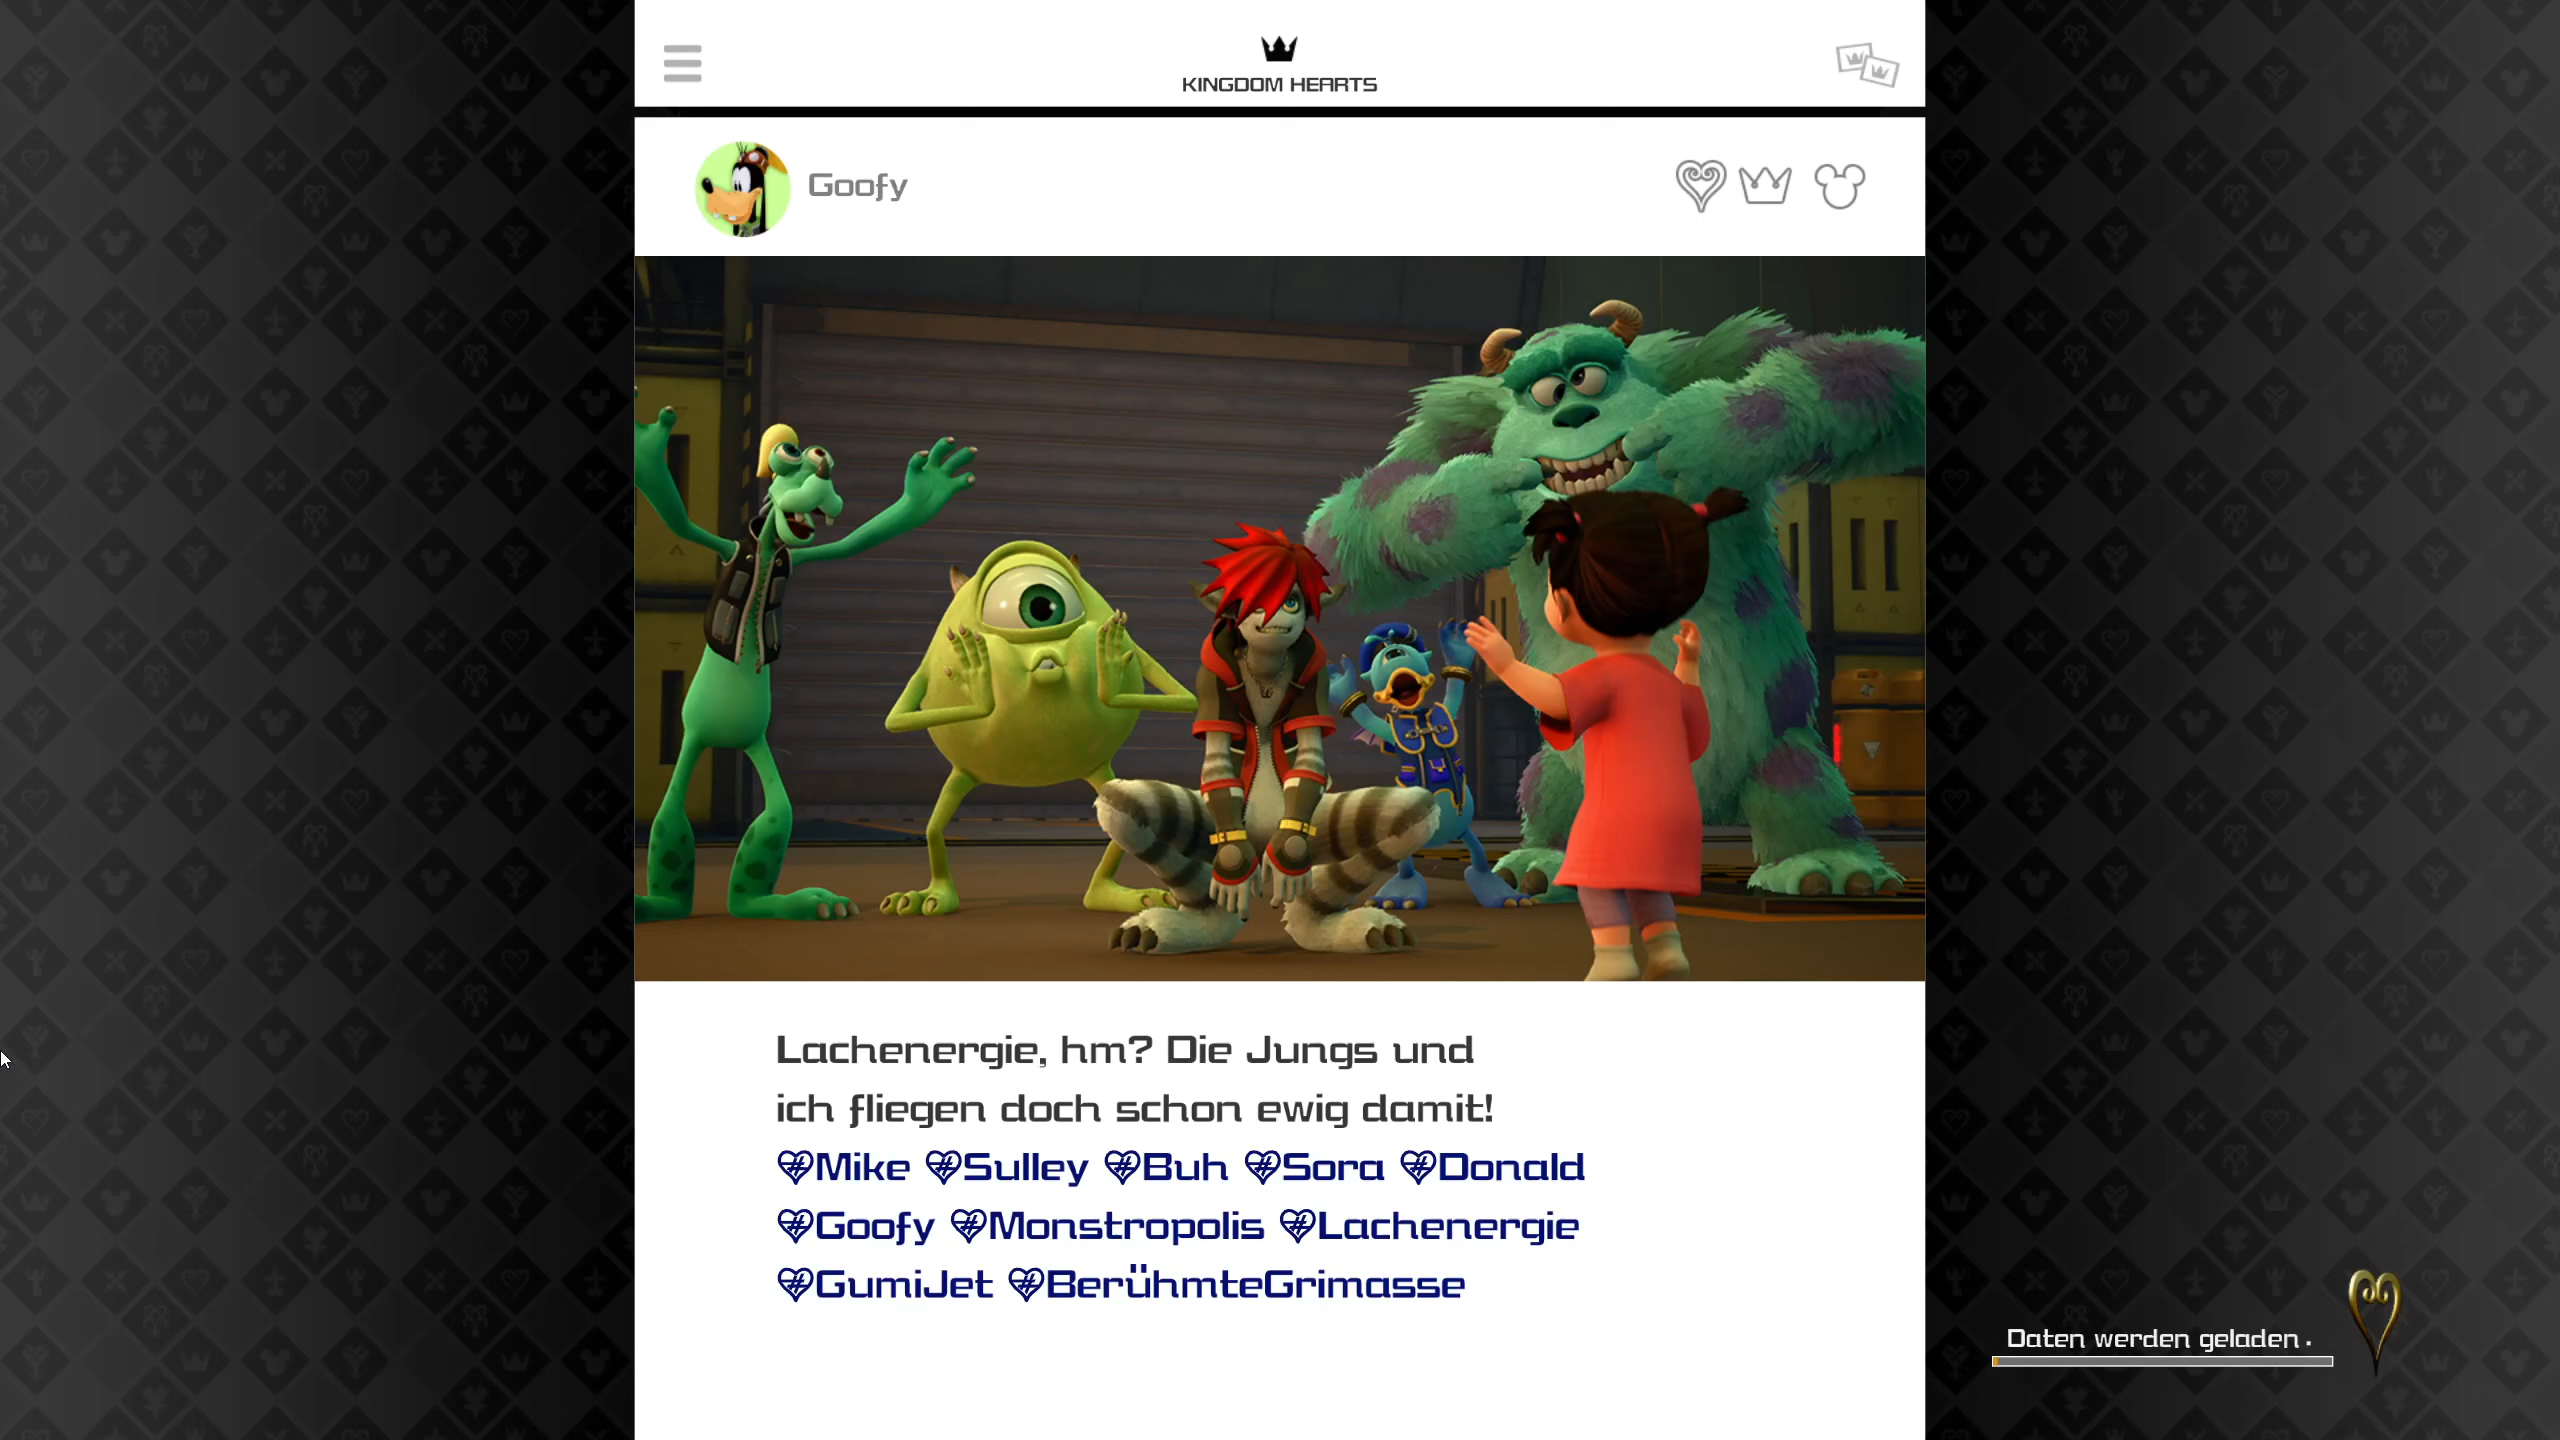 KINGDOM HEARTS
Goofy
Lachenergie, hm? Die Jungs und
ich fliegen doch schon ewig damit!
#Mike #Sulley #Buh #Sora #Donald
#Goofy #Monstropolis #Lachenergie
#GumiJet #BerühmteGrimasse
Daten werden geladen .